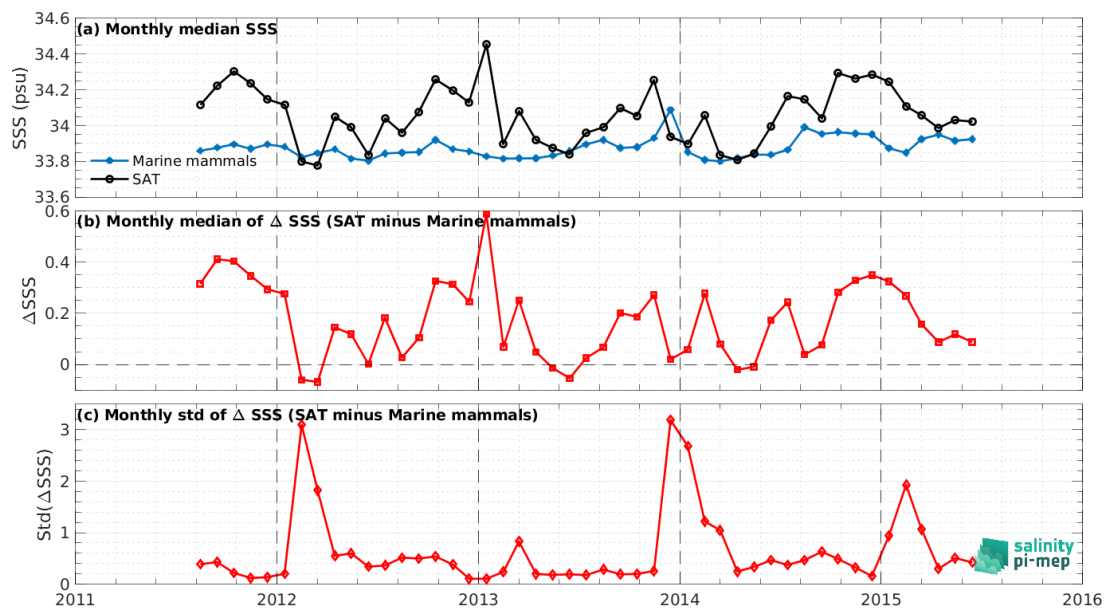 (a) Monthly median SSS
34.6
34.4
34.2
34
33.8
33.6
SSS (psu)
Marine mammals
SAT
(b) Monthly median of Δ SSS (SAT minus Marine mammals)
0.6
0.4
0.2
0
ΔSSS
(c) Monthly std of Δ SSS (SAT minus Marine mammals)
3
2
1
0
Std(ΔSSS)
salinity
pi-mep
2011 2012 2013 2014 2015 2016